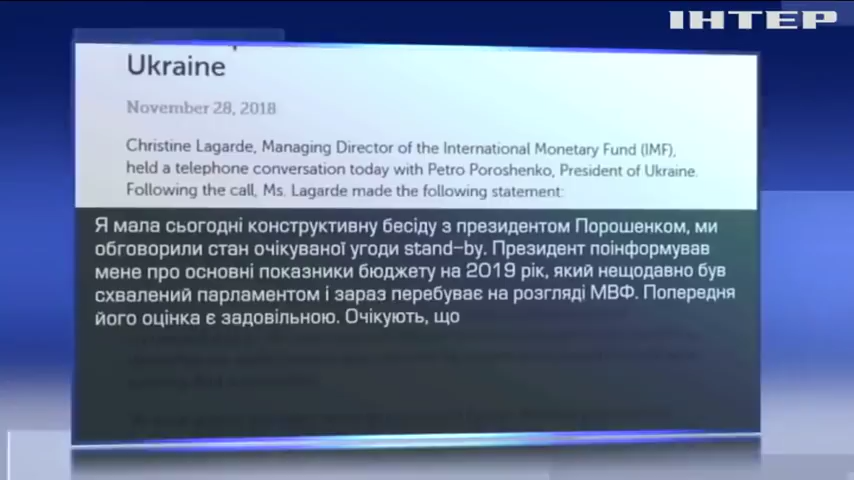 ІНТЕР
Ukraine
November 28, 2018
Christine Lagarde, Managing Director of the International Monetary Fund (IMF),
held a telephone conversation today with Petro Poroshenko, President of Ukraine.
Following the call, Ms. Lagarde made the following statement:
Я мала сьогодні конструктивну бесіду з президентом Порошенком, ми
обговорили стан очікуваної угоди stand-by. Президент поінформував
мене про основні показники бюджету на 2019 рік, який нещодавно був
схвалений парламентом і зараз перебуває на розгляді МВФ. Попередня
його оцінка є задовільною. Очікують, що